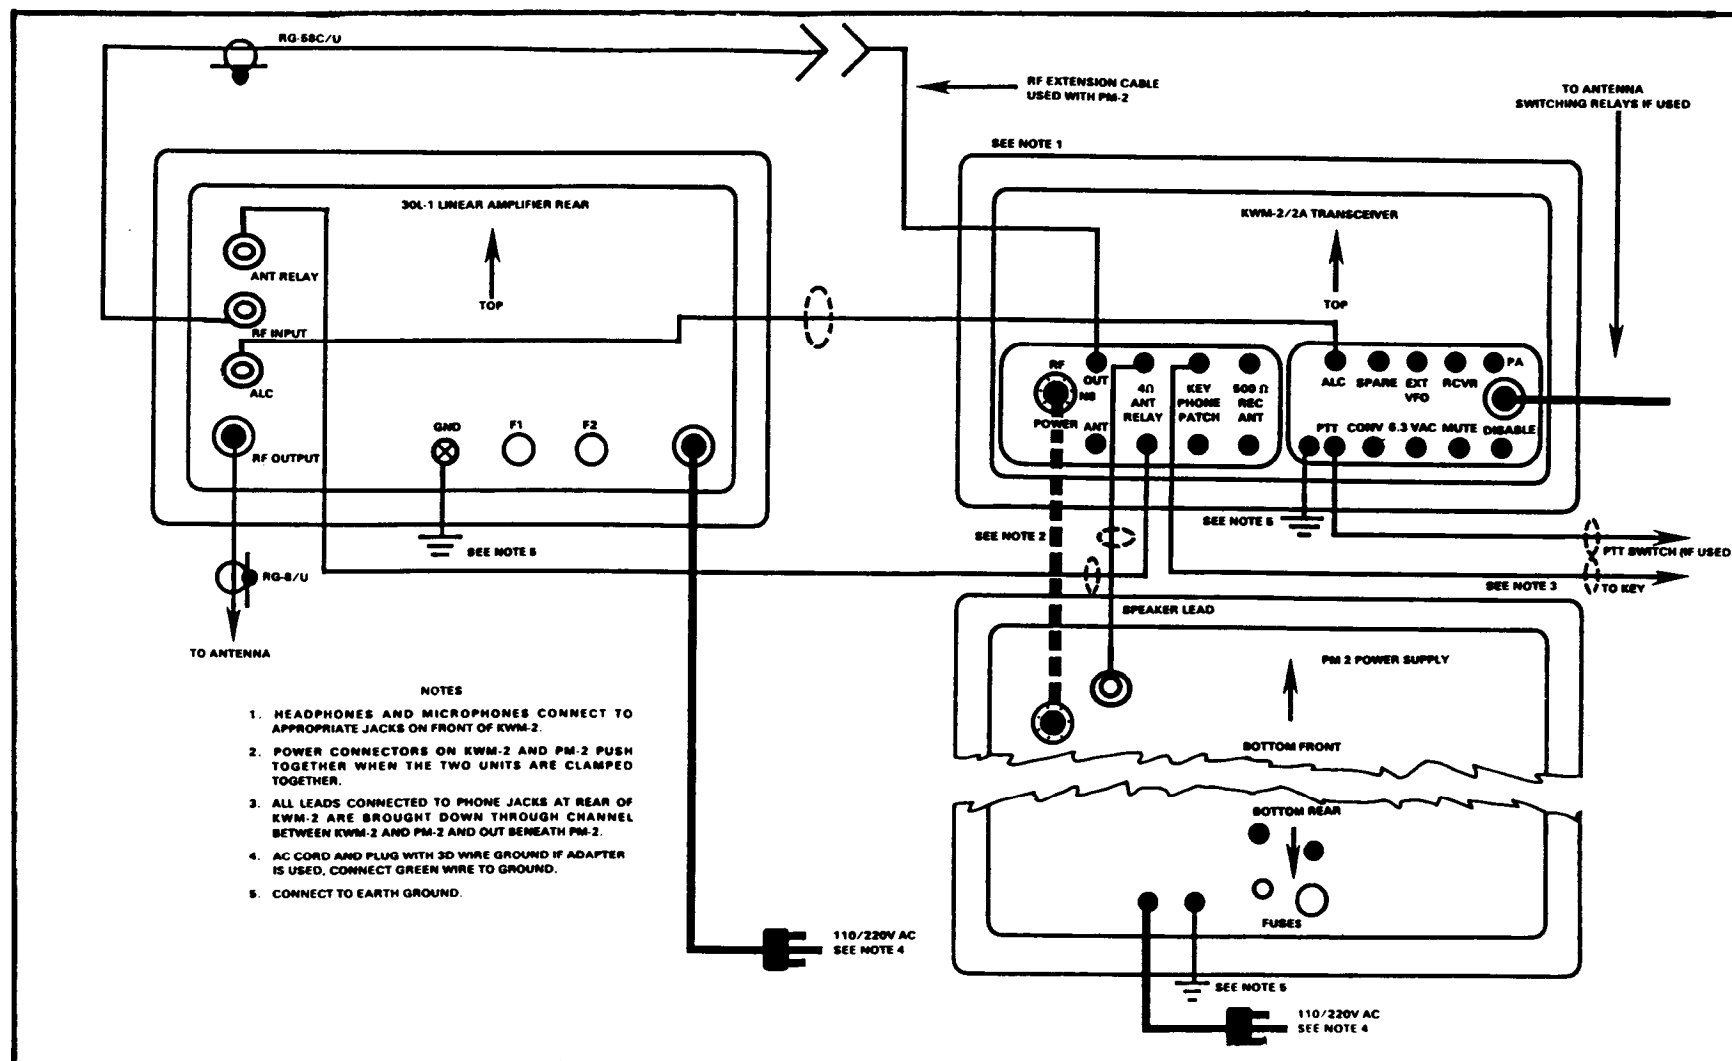 RG-58C/U
RF EXTENSION CABLE
USED WITH PM-2
TO ANTENNA
SWITCHING RELAYS IF USED
SEE NOTE 1
30L-1 LINEAR AMPLIFIER REAR
KWM-2/2A TRANSCEIVER
ANT RELAY
TOP
TOP
RF INPUT
ALC
RF OUTPUT
GND
F1
F2
RF
OUT
NB
POWER
ANT
4Ω
ANT
RELAY
KEY
PHONE
PATCH
500 Ω
REC
ANT
ALC
SPARE
EXT
VFO
RCVR
PA
PTT
CONV
6.3 VAC
MUTE
DISABLE
SEE NOTE 5
SEE NOTE 2
SEE NOTE 5
PTT SWITCH (IF USED
RG-8/U
SEE NOTE 3
TO KEY
SPEAKER LEAD
TO ANTENNA
PM 2 POWER SUPPLY
BOTTOM FRONT
NOTES
1. HEADPHONES AND MICROPHONES CONNECT TO
APPROPRIATE JACKS ON FRONT OF KWM-2.
2. POWER CONNECTORS ON KWM-2 AND PM-2 PUSH
TOGETHER WHEN THE TWO UNITS ARE CLAMPED
TOGETHER.
3. ALL LEADS CONNECTED TO PHONE JACKS AT REAR OF
KWM-2 ARE BROUGHT DOWN THROUGH CHANNEL
BETWEEN KWM-2 AND PM-2 AND OUT BENEATH PM-2.
4. AC CORD AND PLUG WITH 3D WIRE GROUND IF ADAPTER
IS USED, CONNECT GREEN WIRE TO GROUND.
5. CONNECT TO EARTH GROUND.
BOTTOM REAR
FUSES
110/220V AC
SEE NOTE 4
SEE NOTE 5
110/220V AC
SEE NOTE 4